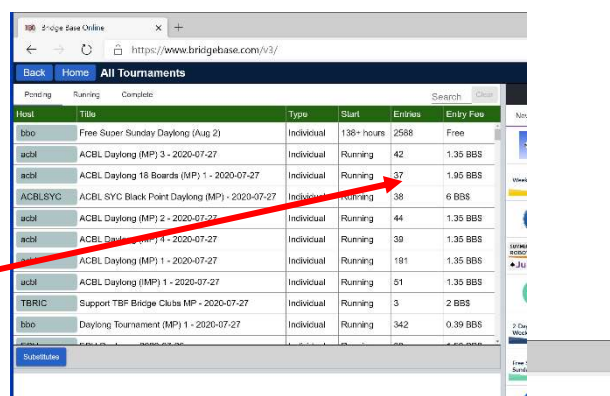 Bridge Base Online
https://www.bridgebase.com/v3/
Back Home All Tournaments
Pending Running Complete Search Clear
Host Title Type Start Entries Entry Fee
bbo Free Super Sunday Daylong (Aug 2) Individual 138+ hours 2588 Free
acbl ACBL Daylong (MP) 3 - 2020-07-27 Individual Running 42 1.35 BB$
acbl ACBL Daylong 18 Boards (MP) 1 - 2020-07-27 Individual Running 37 1.95 BB$
ACBLSYC ACBL SYC Black Point Daylong (MP) - 2020-07-27 Individual Running 38 6 BB$
acbl ACBL Daylong (MP) 2 - 2020-07-27 Individual Running 44 1.35 BB$
acbl ACBL Daylong (MP) 4 - 2020-07-27 Individual Running 39 1.35 BB$
acbl ACBL Daylong (MP) 1 - 2020-07-27 Individual Running 191 1.35 BB$
acbl ACBL Daylong (IMP) 1 - 2020-07-27 Individual Running 51 1.35 BB$
TBRIC Support TBF Bridge Clubs MP - 2020-07-27 Individual Running 3 2 BB$
bbo Daylong Tournament (MP) 1 - 2020-07-27 Individual Running 342 0.39 BB$
Substitutes